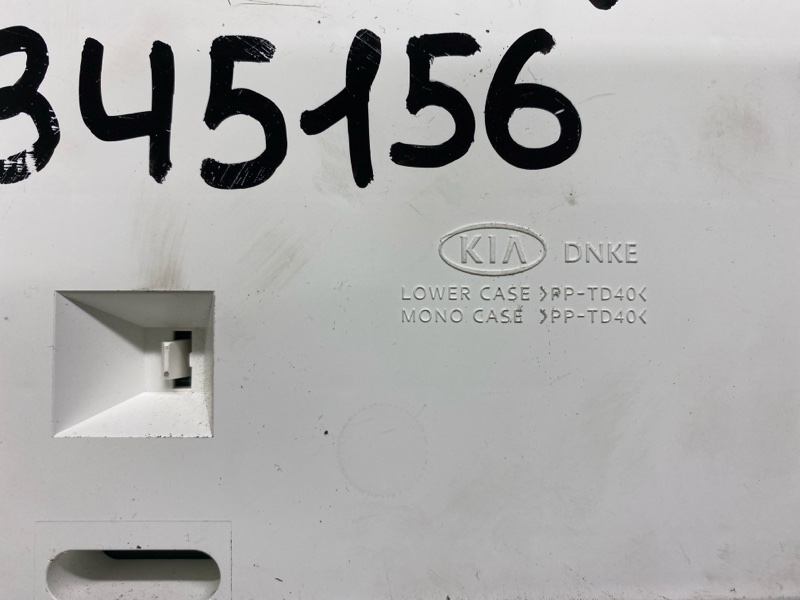 345156
KIA DNKE
LOWER CASE >PP-TD40<
MONO CASE >PP-TD40<